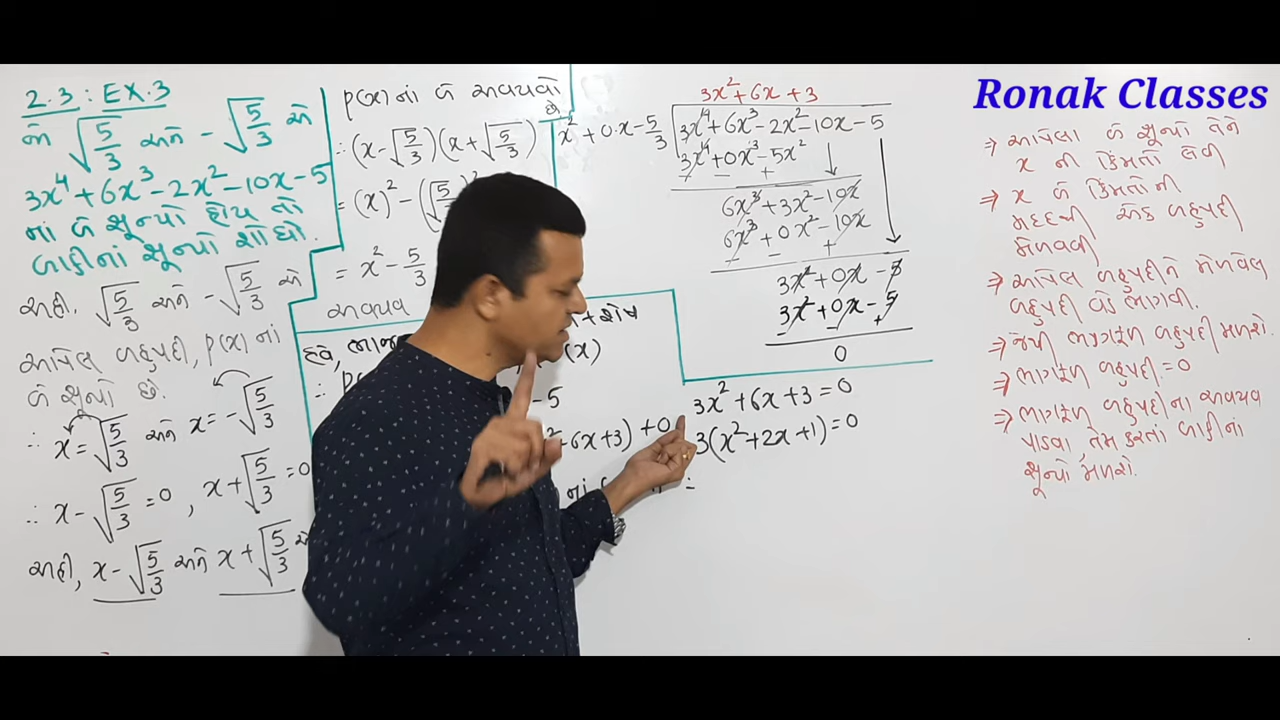 2.3 : EX.3
જો √5/3 અને -√5/3 એ
3x⁴+6x³-2x²-10x-5
નાં બે શૂન્યો હોય તો
બાકીનાં શૂન્યો શોધો.
અહીં, √5/3 અને -√5/3 એ
આપેલ બહુપદી, p(x) નાં
બે શૂન્યો છે.
∴ x=√5/3 અને x=-√5/3
∴ x-√5/3=0, x+√5/3=0
અહીં, x-√5/3 અને x+√5/3 એ
p(x) નાં બે અવયવો
છે.
∴(x-√5/3)(x+√5/3)
= (x)²-(√5/3)²
= x²-5/3
અવયવ
હવે,
+શેષ
(x)
-5
+6x+3)+0
નાં
=
3x²+6x+3
x²+0.x-5/3 3x⁴+6x³-2x²-10x-5
3x⁴+0x³-5x²
- - +
6x³+3x²-10x
6x³+0x²-10x
- - +
3x²+0x-5
3x²+0x-5
- - +
0
3x²+6x+3=0
3(x²+2x+1)=0
Ronak Classes
⇒ આપેલા બે શૂન્યો તેને
x ની કિંમતો લેવી
⇒ x બે કિંમતોની
મદદથી એક બહુપદી
મેળવવી
⇒ આપેલ બહુપદીને મેળવેલ
બહુપદી વડે ભાગવી.
⇒ જેથી ભાગફળ બહુપદી મળશે.
⇒ ભાગફળ બહુપદી=0
⇒ ભાગફળ બહુપદીના અવયવ
પાડવા તેમ કરતાં બાકીનાં
શૂન્યો મળશે.